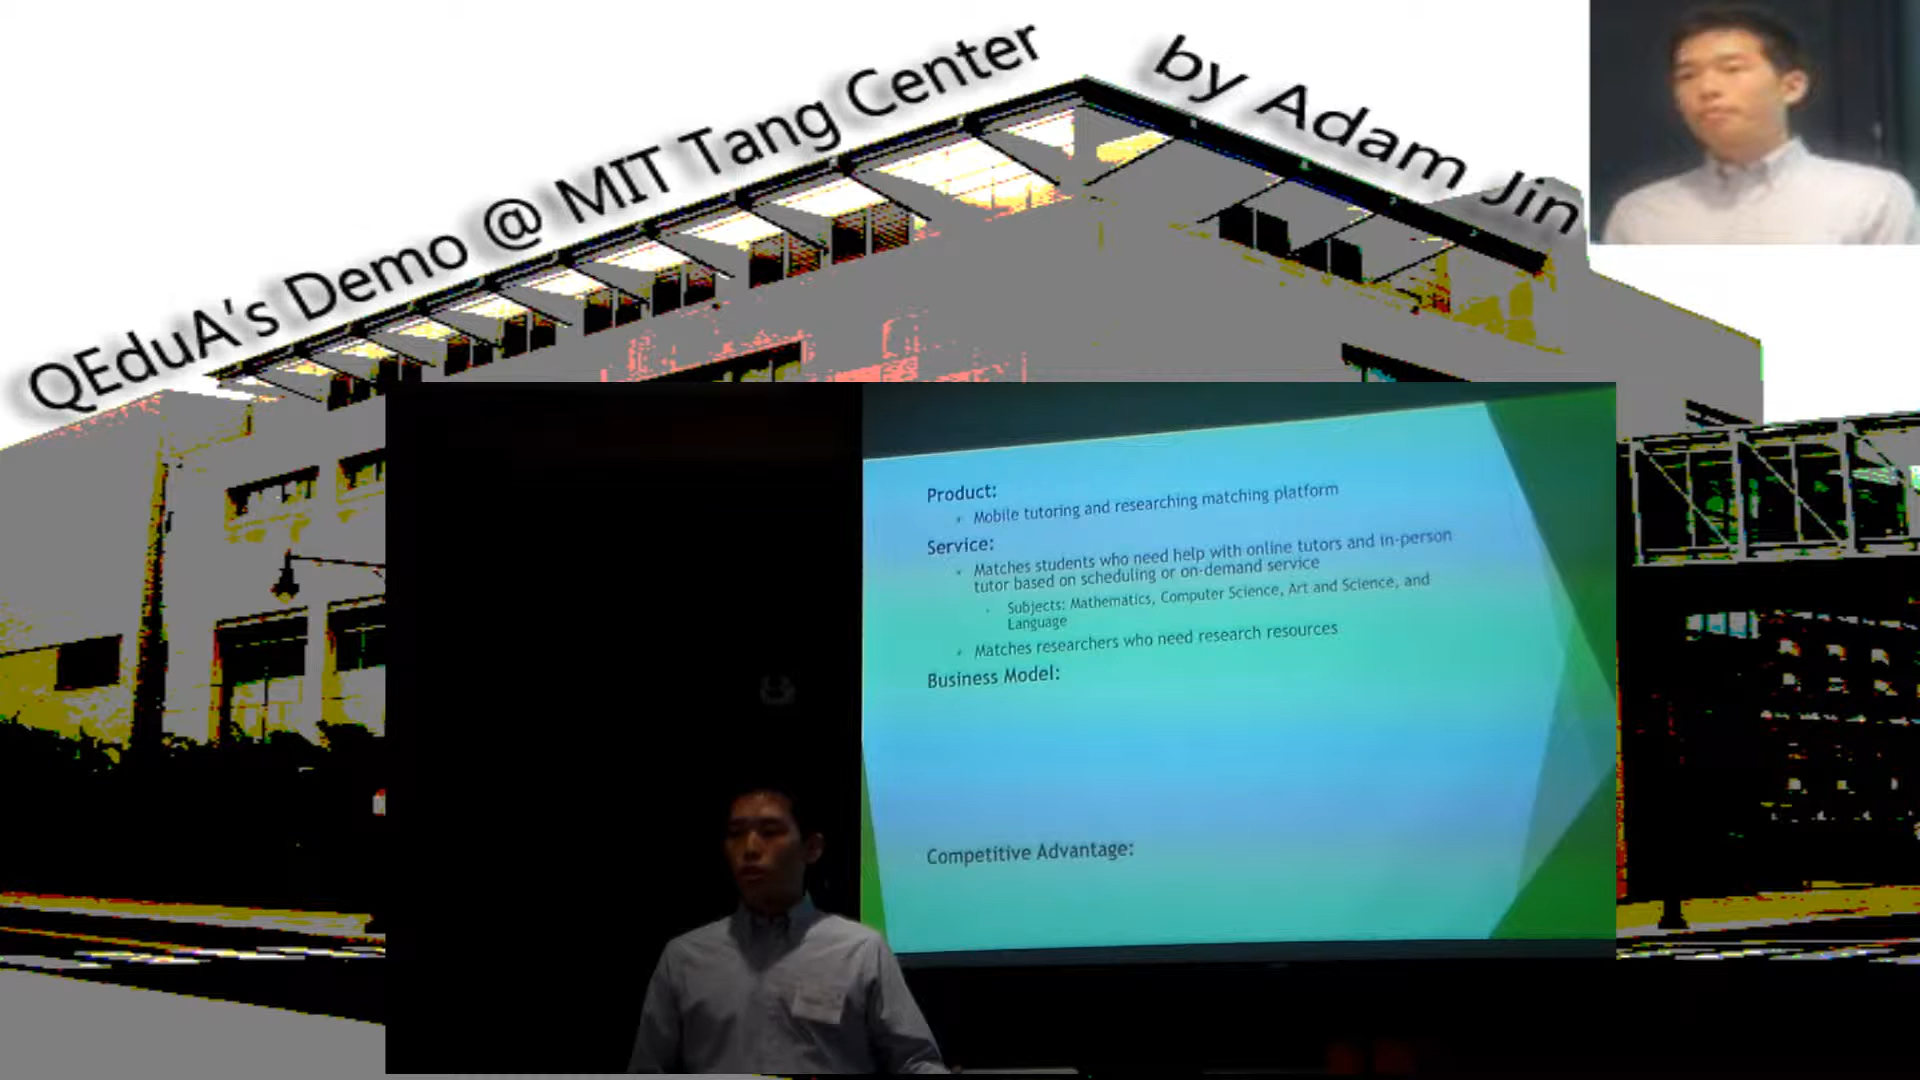 QEduA's Demo @ MIT Tang Center
by Adam Jin
Product:
Mobile tutoring and researching matching platform
Service:
Matches students who need help with online tutors and in-person
tutor based on scheduling or on-demand service
Subjects: Mathematics, Computer Science, Art and Science, and
Language
Matches researchers who need research resources
Business Model:
Competitive Advantage: